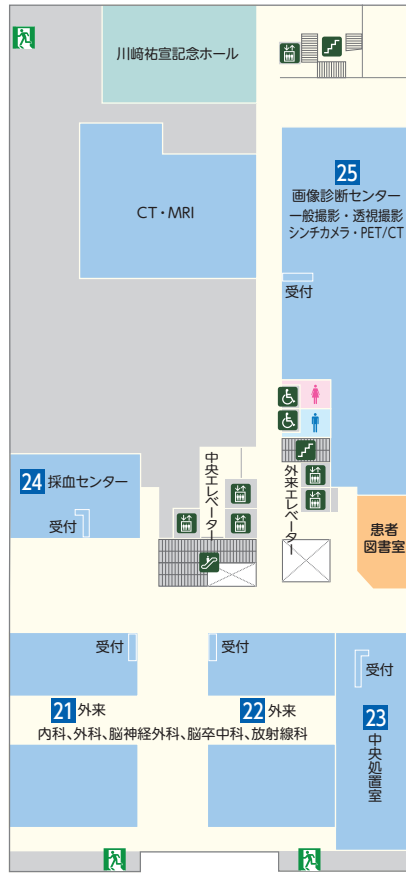 川﨑祐宣記念ホール
CT・MRI
25
画像診断センター
一般撮影・透視撮影
シンチカメラ・PET/CT
受付
中央エレベーター
外来エレベーター
24 採血センター
受付
患者
図書室
受付
受付
受付
21 外来
22 外来
23
中央処置室
内科、外科、脳神経外科、脳卒中科、放射線科